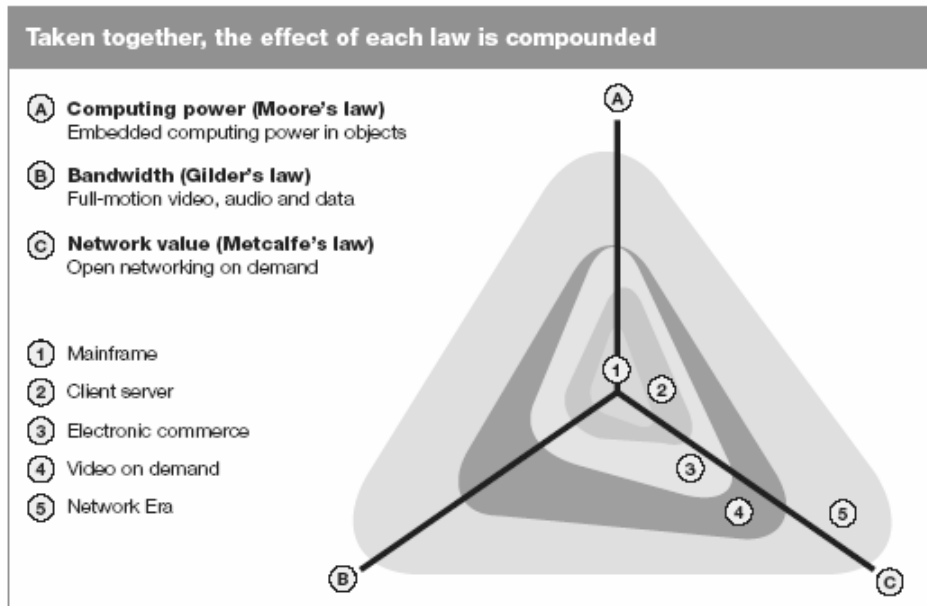 Taken together, the effect of each law is compounded
A Computing power (Moore's law)
Embedded computing power in objects
B Bandwidth (Gilder's law)
Full-motion video, audio and data
C Network value (Metcalfe's law)
Open networking on demand
1 Mainframe
2 Client server
3 Electronic commerce
4 Video on demand
5 Network Era
A
1
2
3
4
5
B
C